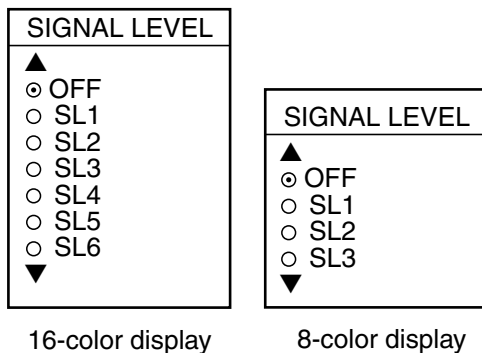 SIGNAL LEVEL
OFF
SL1
SL2
SL3
SL4
SL5
SL6
16-color display
SIGNAL LEVEL
OFF
SL1
SL2
SL3
8-color display